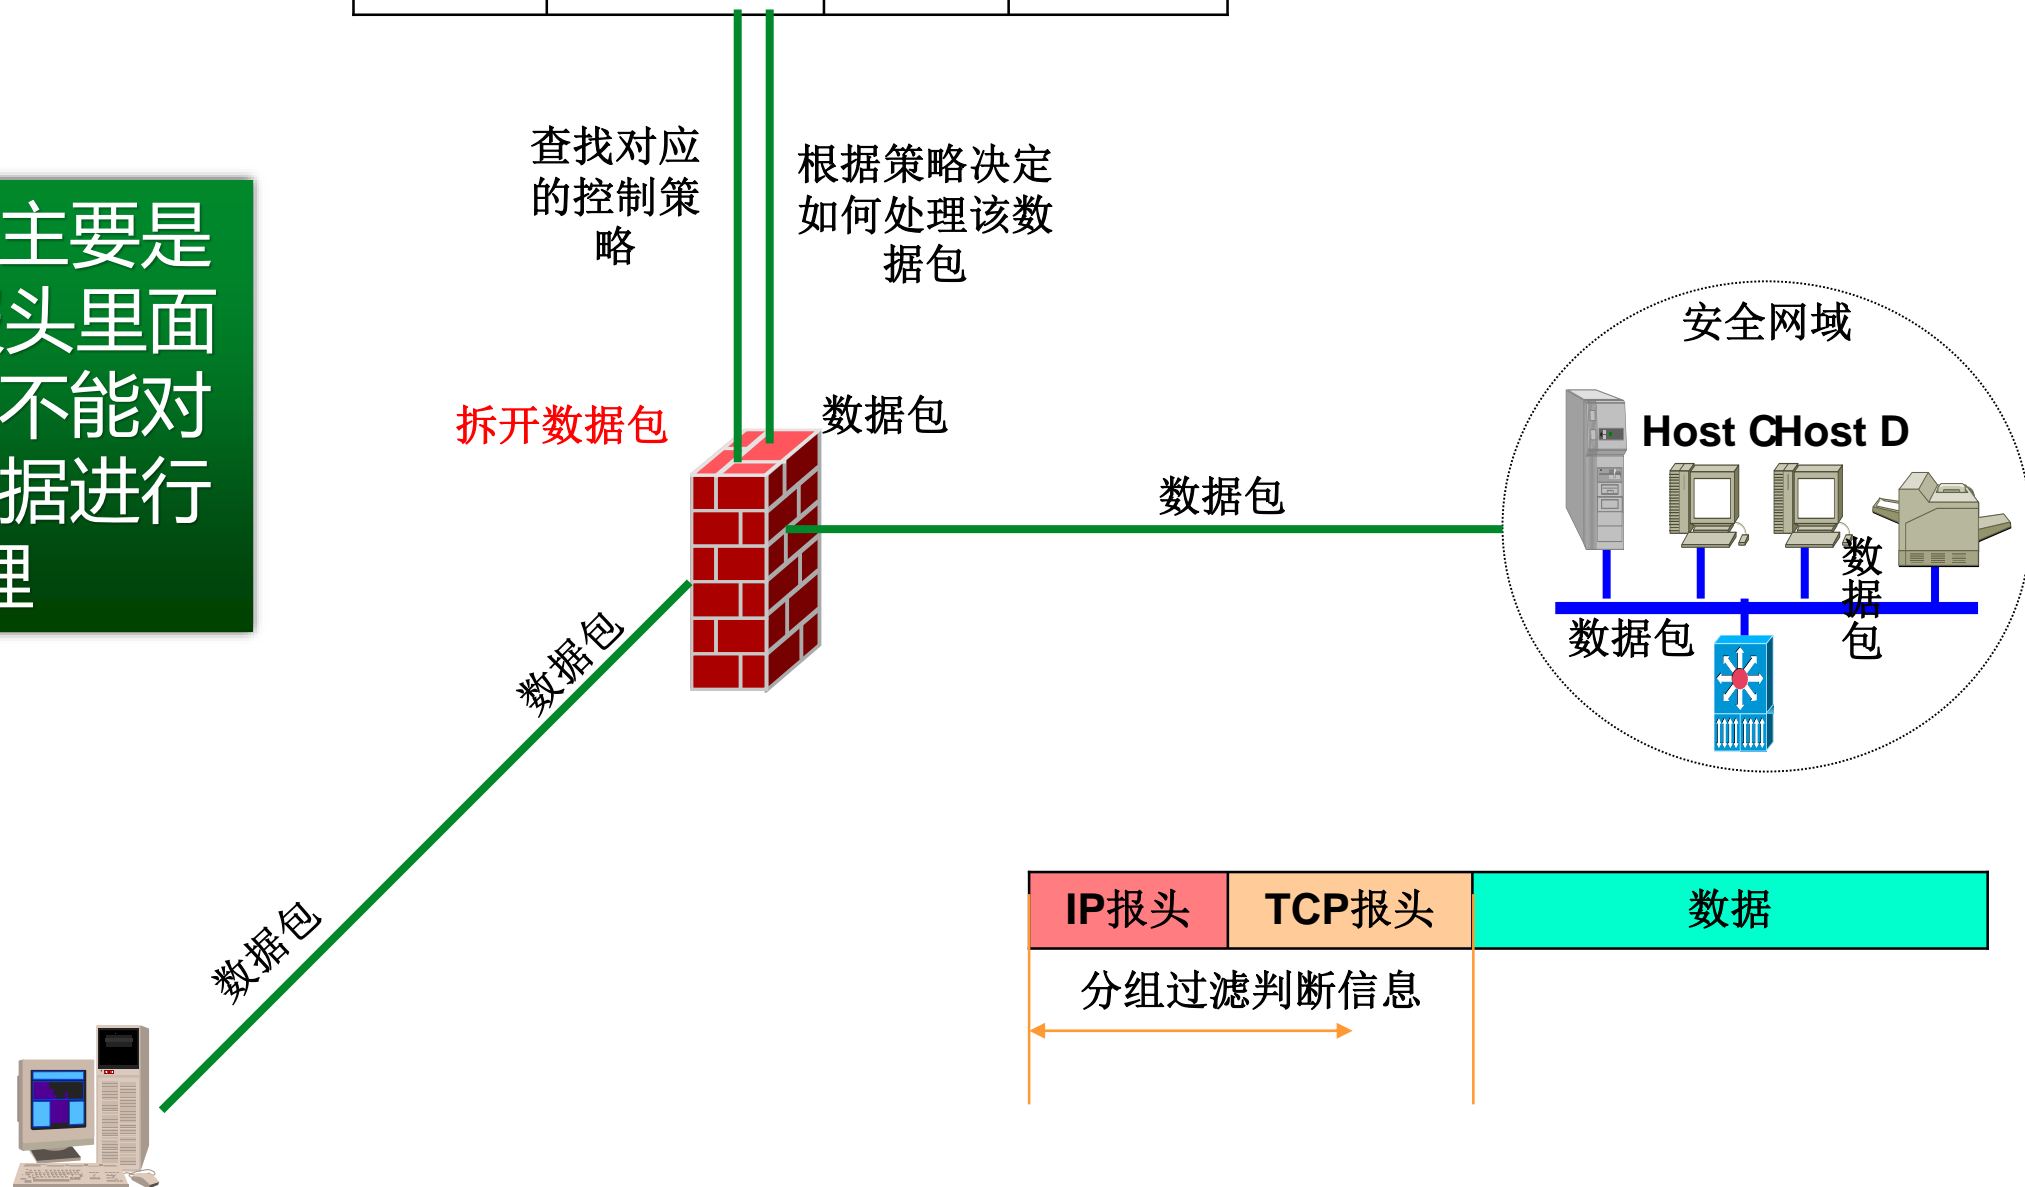 查找对应
的控制策
略
根据策略决定
如何处理该数
据包
主要是
头里面
不能对
据进行
理
拆开数据包
数据包
数据包
安全网域
Host C
Host D
数据包
数
据
包
数据包
数据包
IP报头
TCP报头
数据
分组过滤判断信息